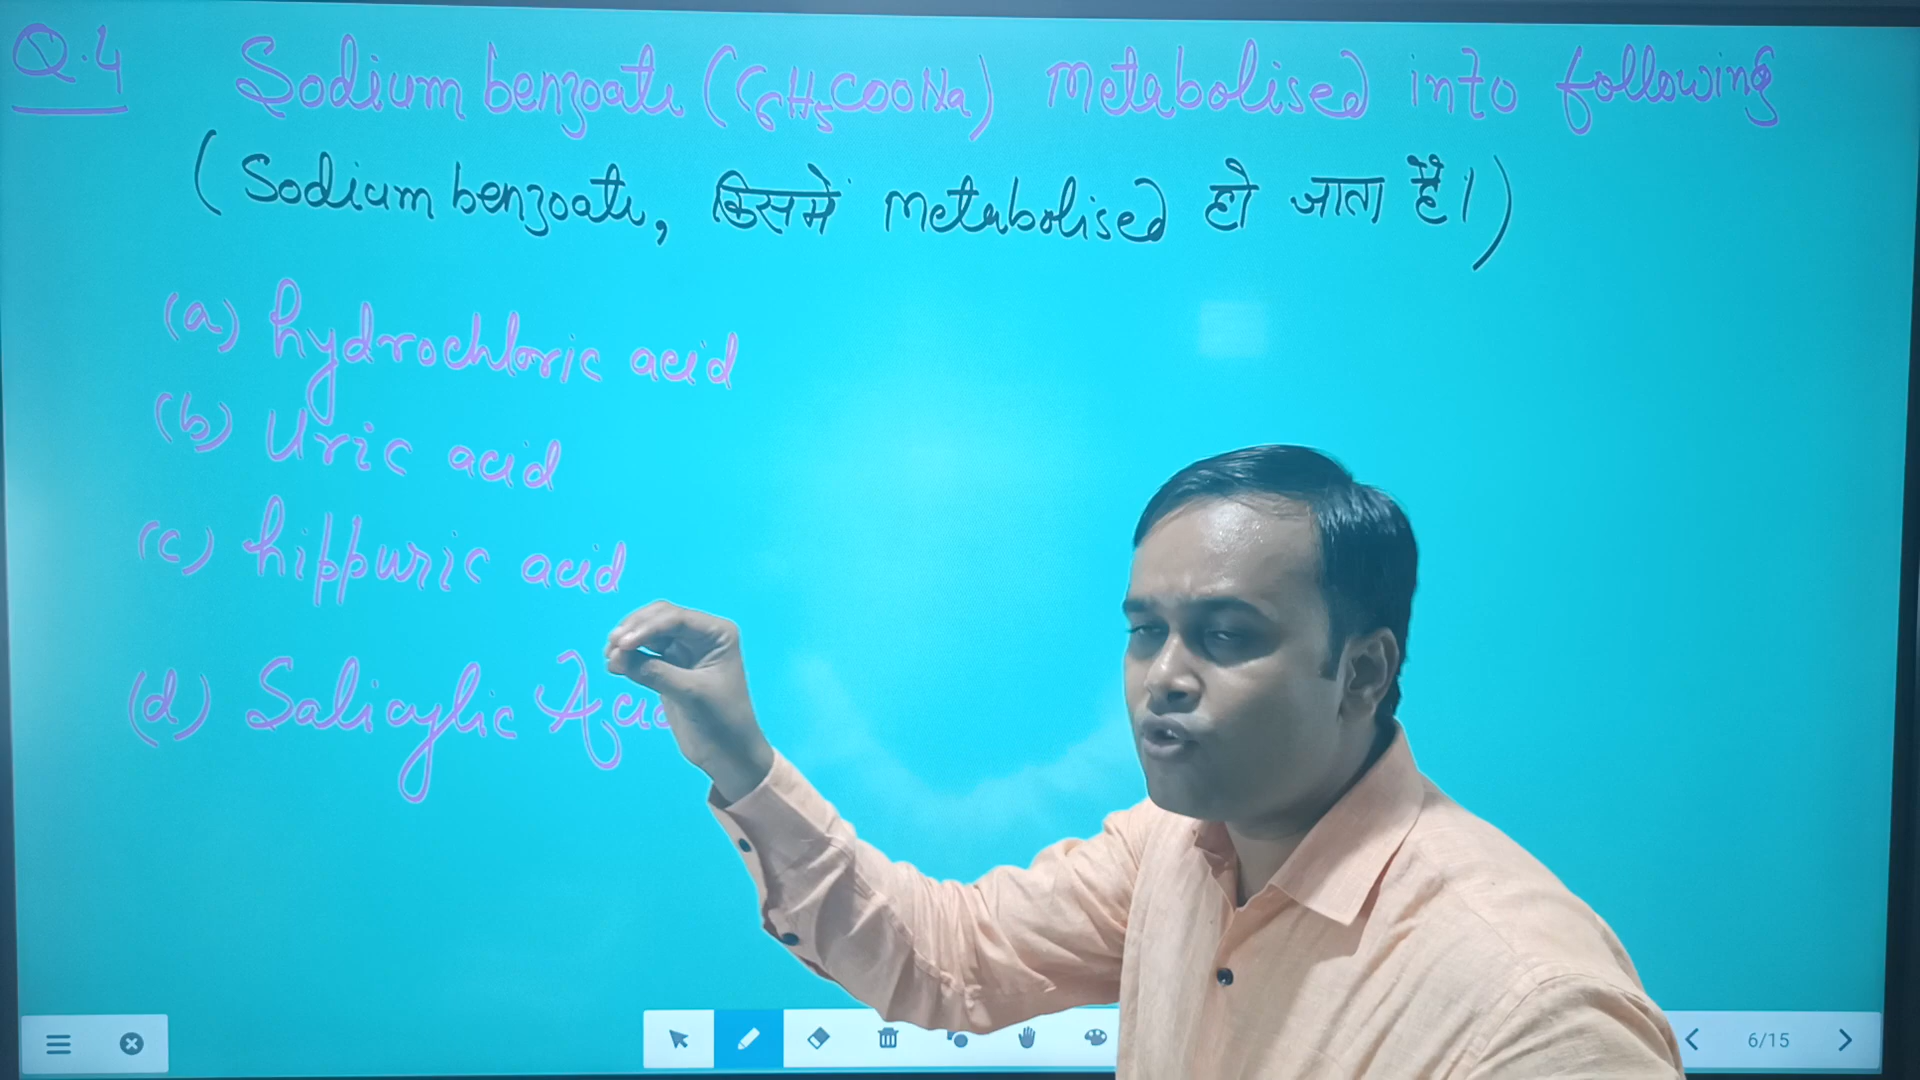 Q.4 Sodium benzoate (C6H5COONa) Metabolised into following
(Sodium benzoate, किसमें Metabolised हो जाता है।)
(a) hydrochloric acid
(b) Uric acid
(c) hippuric acid
(d) Salicylic
6/15